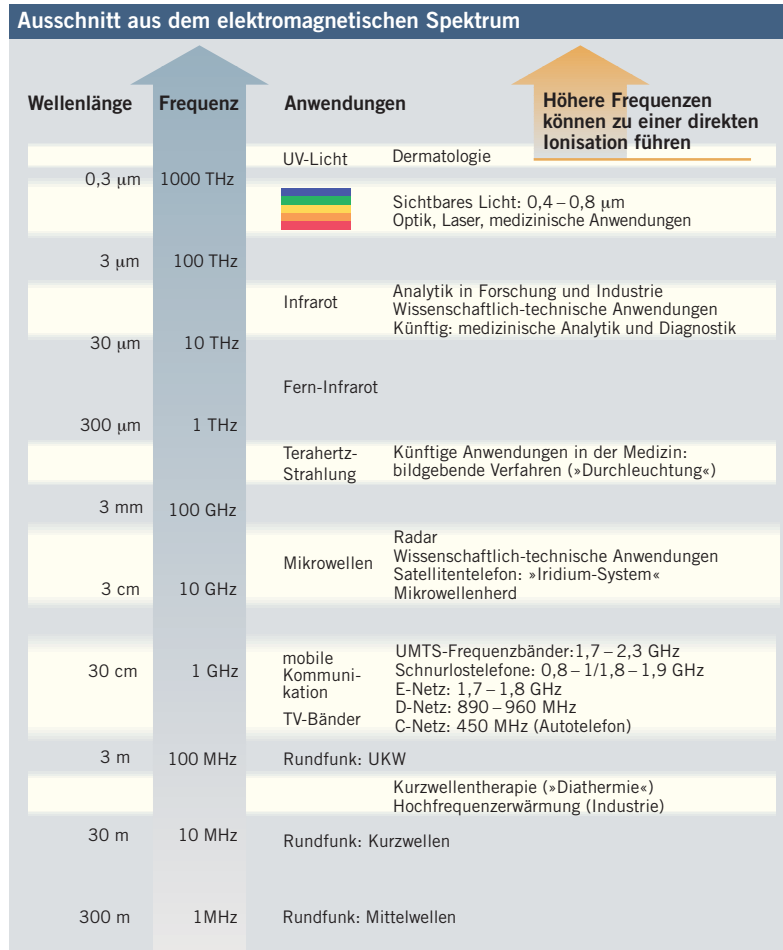 Ausschnitt aus dem elektromagnetischen Spektrum
Wellenlänge Frequenz Anwendungen
Höhere Frequenzen
können zu einer direkten
Ionisation führen
UV-Licht Dermatologie
0,3 µm 1000 THz
Sichtbares Licht: 0,4 – 0,8 µm
Optik, Laser, medizinische Anwendungen
3 µm 100 THz
Infrarot
Analytik in Forschung und Industrie
Wissenschaftlich-technische Anwendungen
Künftig: medizinische Analytik und Diagnostik
30 µm 10 THz
Fern-Infrarot
300 µm 1 THz
Terahertz-
Strahlung
Künftige Anwendungen in der Medizin:
bildgebende Verfahren (»Durchleuchtung«)
3 mm 100 GHz
Mikrowellen
Radar
Wissenschaftlich-technische Anwendungen
Satellitentelefon: »Iridium-System«
Mikrowellenherd
3 cm 10 GHz
30 cm 1 GHz
mobile
Kommuni-
kation
TV-Bänder
UMTS-Frequenzbänder:1,7 – 2,3 GHz
Schnurlostelefone: 0,8 – 1/1,8 – 1,9 GHz
E-Netz: 1,7 – 1,8 GHz
D-Netz: 890 – 960 MHz
C-Netz: 450 MHz (Autotelefon)
3 m 100 MHz Rundfunk: UKW
Kurzwellentherapie (»Diathermie«)
Hochfrequenzerwärmung (Industrie)
30 m 10 MHz Rundfunk: Kurzwellen
300 m 1MHz Rundfunk: Mittelwellen